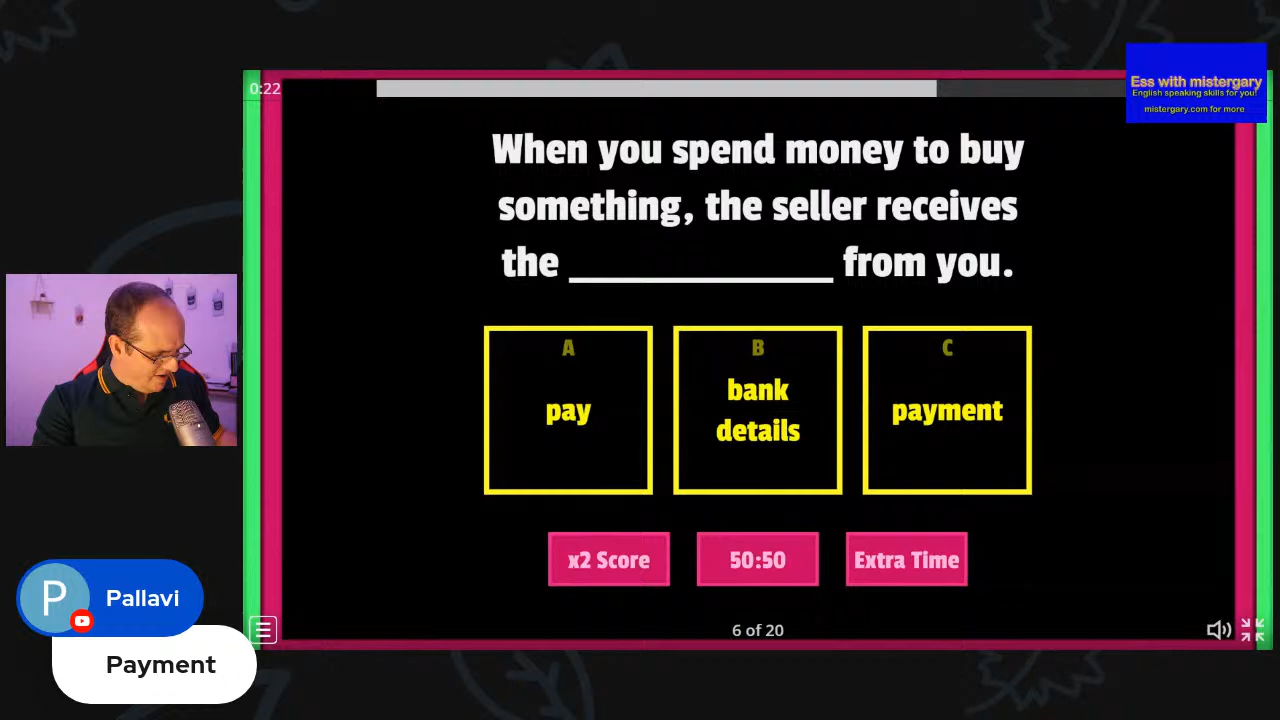 0:22
Ess with mistergary
English speaking skills for you!
mistergary.com for more
When you spend money to buy
something, the seller receives
the ____________ from you.
A
pay
B
bank
details
C
payment
x2 Score
50:50
Extra Time
6 of 20
P
Pallavi
Payment